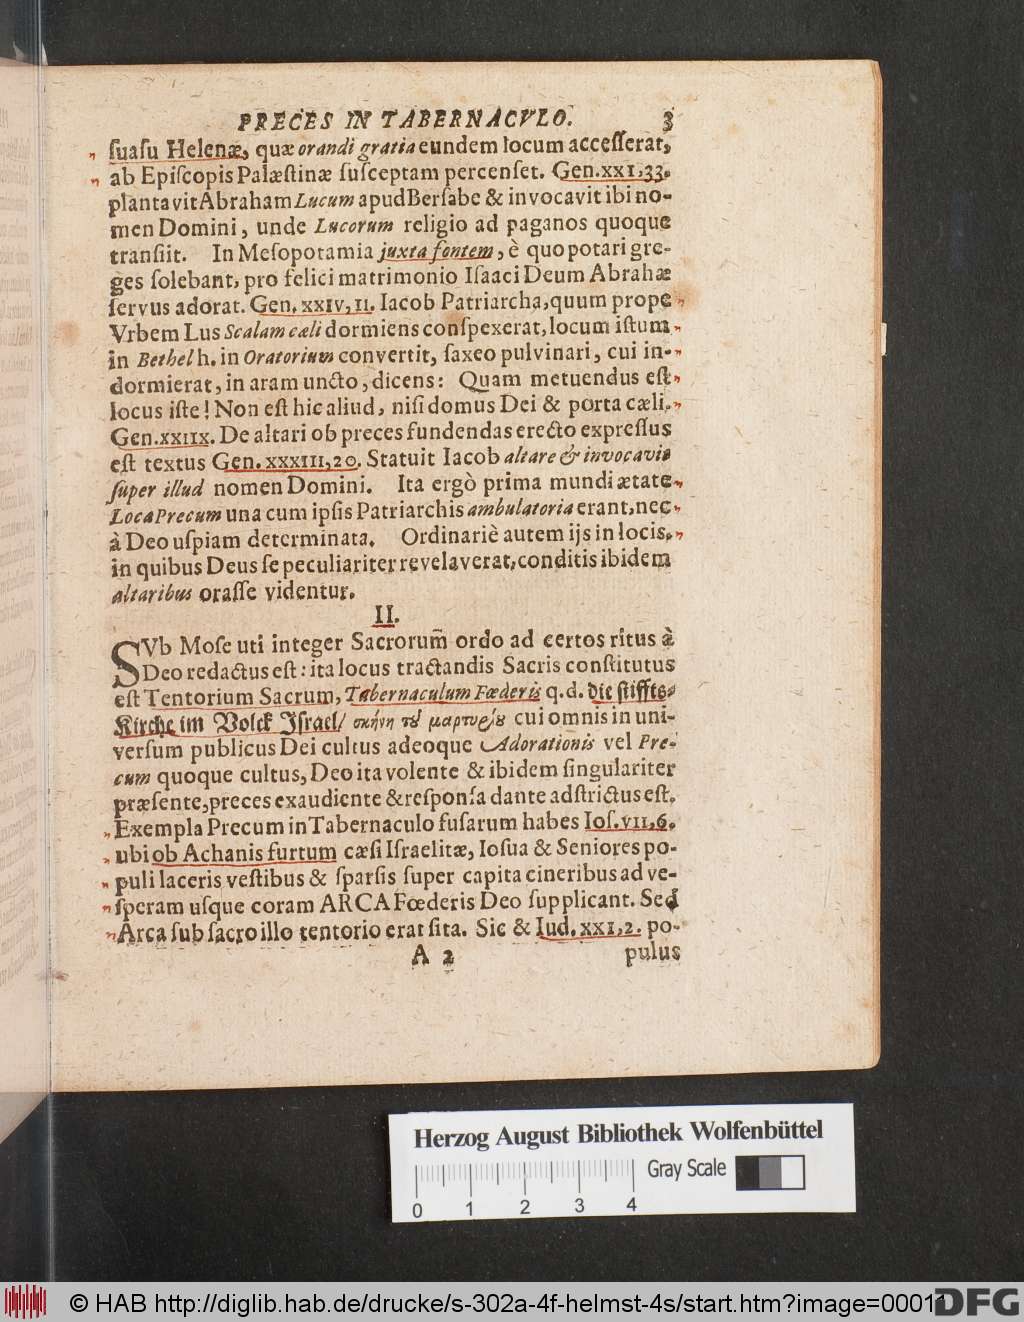 PRECES IN TABERNACVLO. 3
ſuaſu Helenæ, quæ orandi gratia eundem locum acceſſerat,
ab Epiſcopis Palæſtinæ ſuſceptam percenſet. Gen. XXI, 33.
plantavit Abraham Lucum apud Berſabe & invocavit ibi no-
men Domini, unde Lucorum religio ad paganos quoque
tranſiit. In Meſopotamia juxta fontem, è quo potari gre-
ges ſolebant, pro felici matrimonio Iſaaci Deum Abrahæ
ſervus adorat. Gen. XXIV, II. Iacob Patriarcha, quum prope
Vrbem Lus Scalam cæli dormiens conſpexerat, locum iſtum
in Bethel h. in Oratorium convertit, ſaxeo pulvinari, cui in-
dormierat, in aram uncto, dicens: Quam metuendus eſt
locus iſte! Non eſt hic aliud, niſi domus Dei & porta cæli.
Gen. XXIIX. De altari ob preces fundendas erecto expreſſus
eſt textus Gen. XXXIII, 20. Statuit Iacob altare & invocavit
ſuper illud nomen Domini. Ita ergò prima mundi ætate
Loca Precum una cum ipſis Patriarchis ambulatoria erant, nec
à Deo uſpiam determinata. Ordinariè autem ijs in locis,
in quibus Deus ſe peculiariter revelaverat, conditis ibidem
altaribus oraſſe videntur.
II.
SVb Moſe uti integer Sacrorum̃ ordo ad certos ritus à
Deo redactus eſt: ita locus tractandis Sacris conſtitutus
eſt Tentorium Sacrum, Tabernaculum Fœderis q. d. die ſtiffts-
Kirche im Volck Iſrael/ σκήνη τȣ͂ μαρτυρίȣ cui omnis in uni-
verſum publicus Dei cultus adeoque Adorationis vel Pre-
cum quoque cultus, Deo ita volente & ibidem ſingulariter
præſente, preces exaudiente & reſponſa dante adſtrictus eſt.
Exempla Precum in Tabernaculo fuſarum habes Ioſ. VII, 6.
ubi ob Achanis furtum cæſi Iſraelitæ, Ioſua & Seniores po-
puli laceris veſtibus & ſparſis ſuper capita cineribus ad ve-
ſperam uſque coram ARCA Fœderis Deo ſupplicant. Sed
Arca ſub ſacro illo tentorio erat ſita. Sic & Iud. XXI, 2. po-
A 2 pulus
Herzog August Bibliothek Wolfenbüttel
Gray Scale
0 1 2 3 4
© HAB http://diglib.hab.de/drucke/s-302a-4f-helmst-4s/start.htm?image=00011
DFG